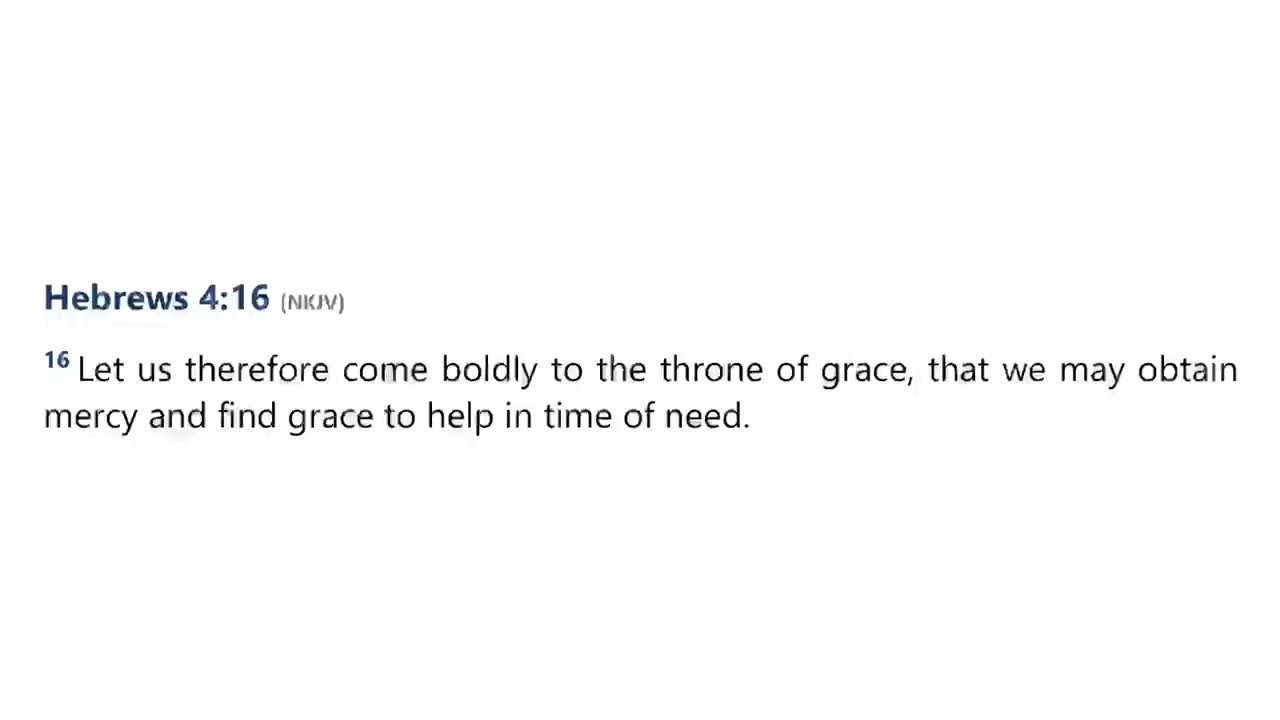 Hebrews 4:16 (NKJV)
16 Let us therefore come boldly to the throne of grace, that we may obtain
mercy and find grace to help in time of need.